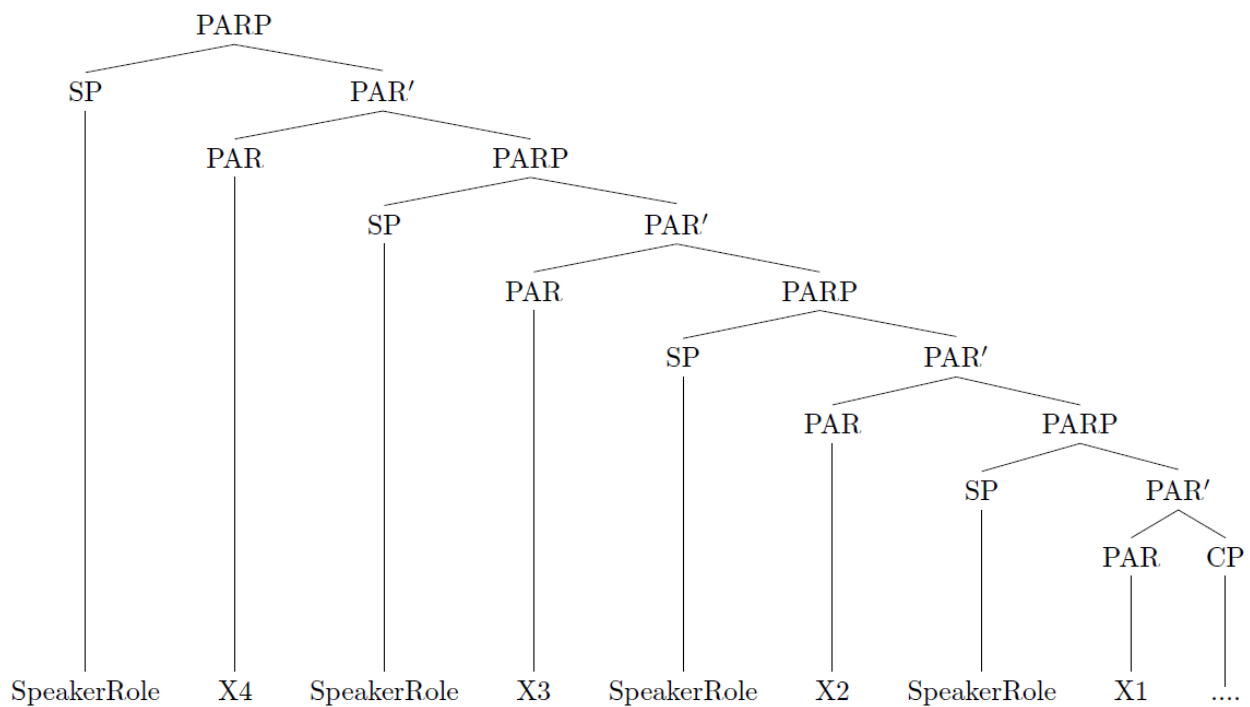 PARP
SP PAR′
PAR PARP
SP PAR′
PAR PARP
SP PAR′
PAR PARP
SP PAR′
PAR CP
SpeakerRole X4 SpeakerRole X3 SpeakerRole X2 SpeakerRole X1 ....